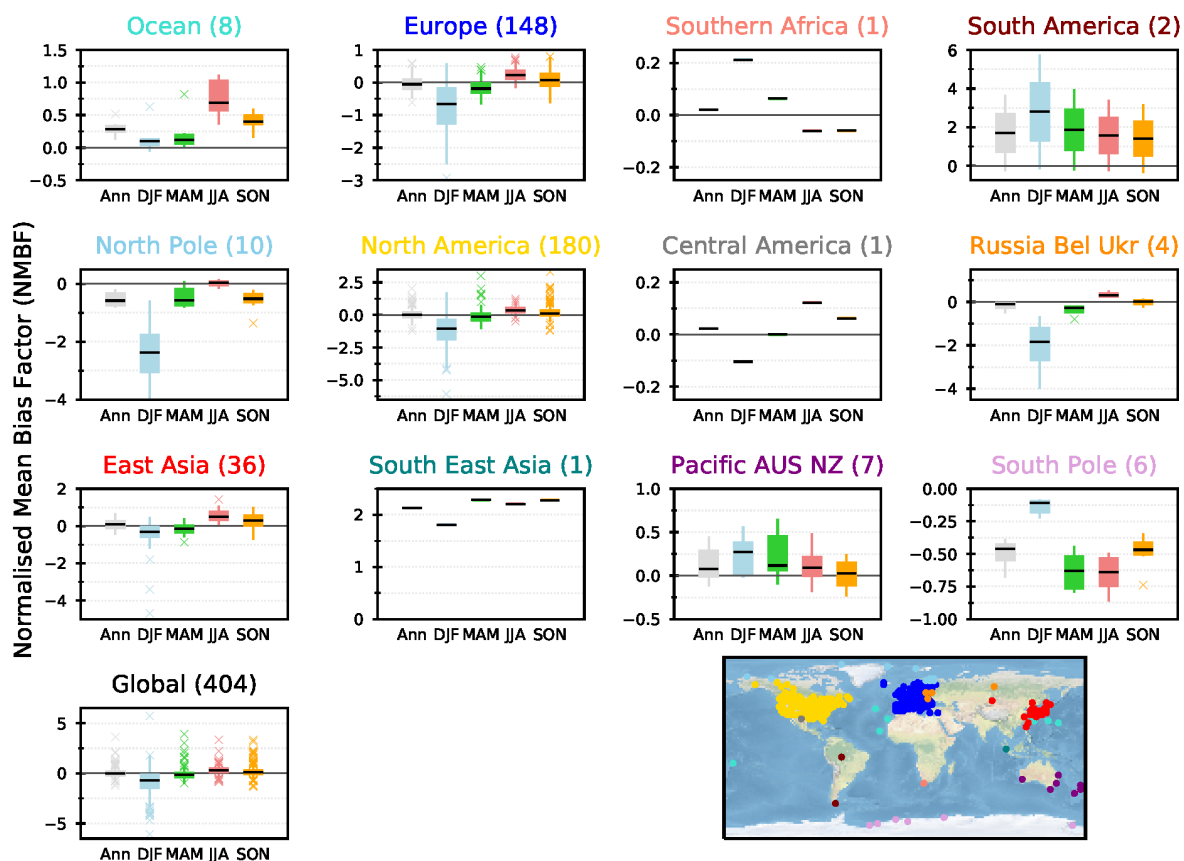 Normalised Mean Bias Factor (NMBF)
Ocean (8)
1.5
1.0
0.5
0.0
−0.5
Ann DJF MAM JJA SON
Europe (148)
1
0
−1
−2
−3
Ann DJF MAM JJA SON
Southern Africa (1)
0.2
0.0
−0.2
Ann DJF MAM JJA SON
South America (2)
6
4
2
0
Ann DJF MAM JJA SON
North Pole (10)
0
−2
−4
Ann DJF MAM JJA SON
North America (180)
2.5
0.0
−2.5
−5.0
Ann DJF MAM JJA SON
Central America (1)
0.2
0.0
−0.2
Ann DJF MAM JJA SON
Russia Bel Ukr (4)
0
−2
−4
Ann DJF MAM JJA SON
East Asia (36)
2
0
−2
−4
Ann DJF MAM JJA SON
South East Asia (1)
2
1
0
Ann DJF MAM JJA SON
Pacific AUS NZ (7)
1.0
0.5
0.0
−0.5
Ann DJF MAM JJA SON
South Pole (6)
0.00
−0.25
−0.50
−0.75
−1.00
Ann DJF MAM JJA SON
Global (404)
5
0
−5
Ann DJF MAM JJA SON